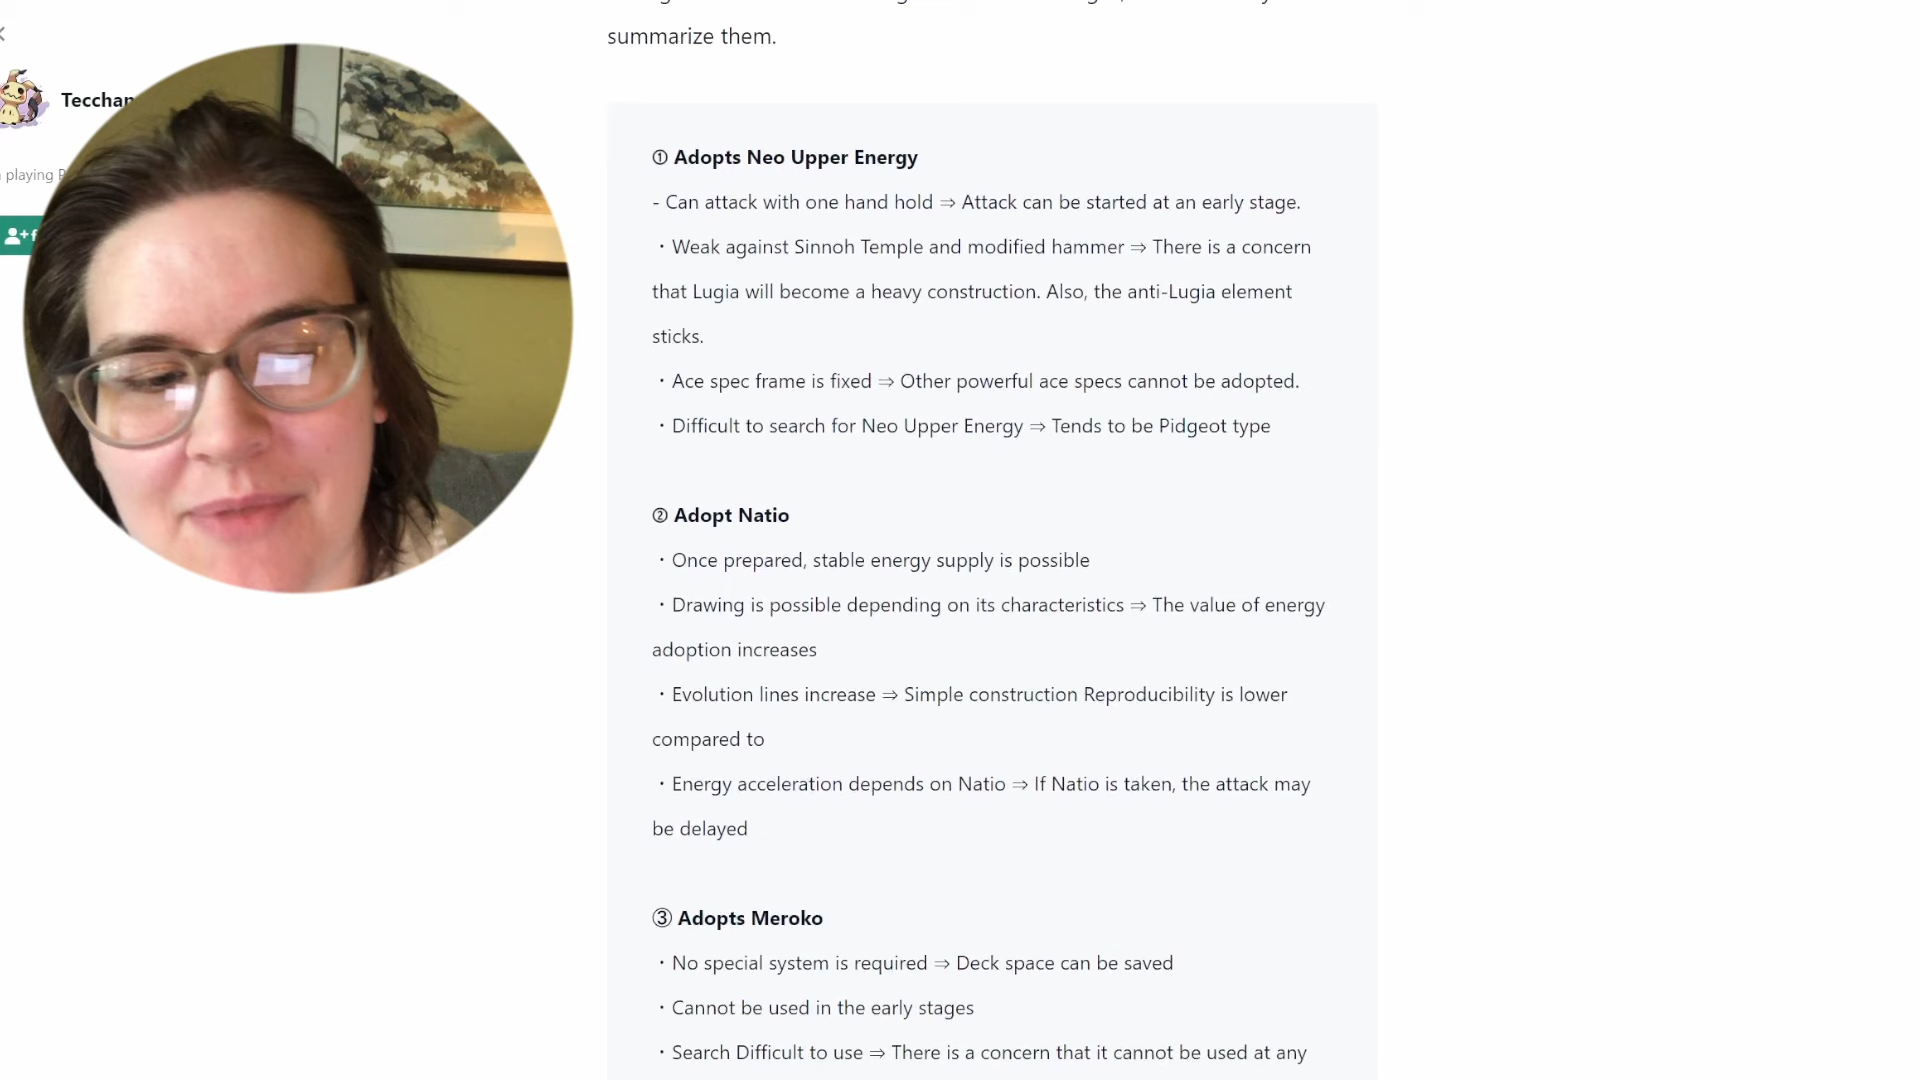 summarize them.
Tecchan
playing
① Adopts Neo Upper Energy
- Can attack with one hand hold ⇒ Attack can be started at an early stage.
・Weak against Sinnoh Temple and modified hammer ⇒ There is a concern
that Lugia will become a heavy construction. Also, the anti-Lugia element
sticks.
・Ace spec frame is fixed ⇒ Other powerful ace specs cannot be adopted.
・Difficult to search for Neo Upper Energy ⇒ Tends to be Pidgeot type
② Adopt Natio
・Once prepared, stable energy supply is possible
・Drawing is possible depending on its characteristics ⇒ The value of energy
adoption increases
・Evolution lines increase ⇒ Simple construction Reproducibility is lower
compared to
・Energy acceleration depends on Natio ⇒ If Natio is taken, the attack may
be delayed
③ Adopts Meroko
・No special system is required ⇒ Deck space can be saved
・Cannot be used in the early stages
・Search Difficult to use ⇒ There is a concern that it cannot be used at any